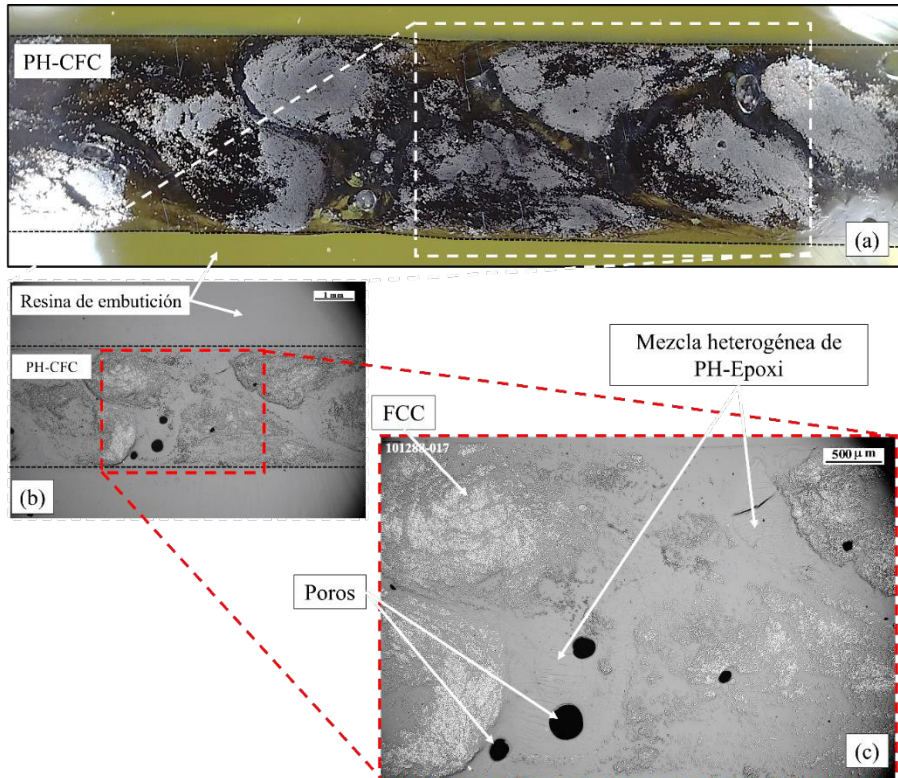 PH-CFC
(a)
Resina de embutición
1 mm
PH-CFC
(b)
Mezcla heterogénea de
PH-Epoxi
FCC
101288-017
500 µm
Poros
(c)